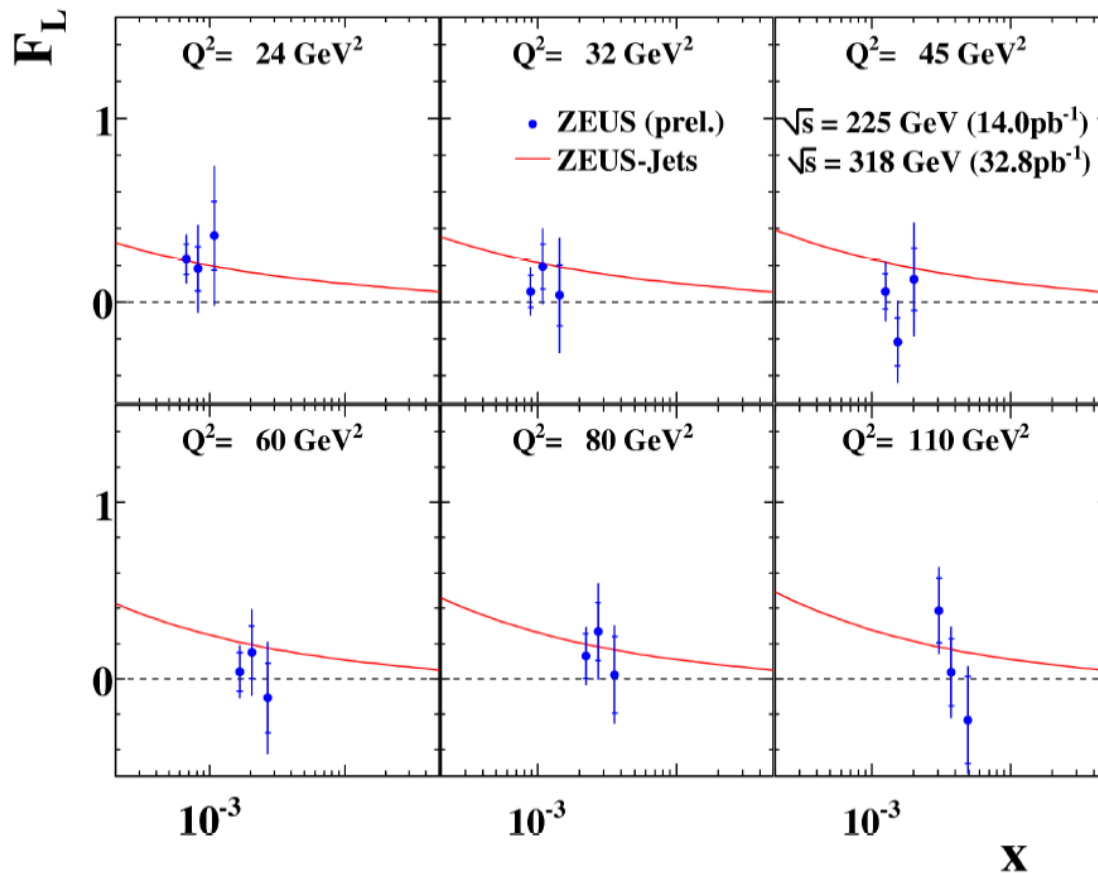 F_L
Q²= 24 GeV²
Q²= 32 GeV²
Q²= 45 GeV²
1
ZEUS (prel.)
ZEUS-Jets
√s = 225 GeV (14.0pb⁻¹)
√s = 318 GeV (32.8pb⁻¹)
0
Q²= 60 GeV²
Q²= 80 GeV²
Q²= 110 GeV²
1
0
10⁻³
10⁻³
10⁻³
x